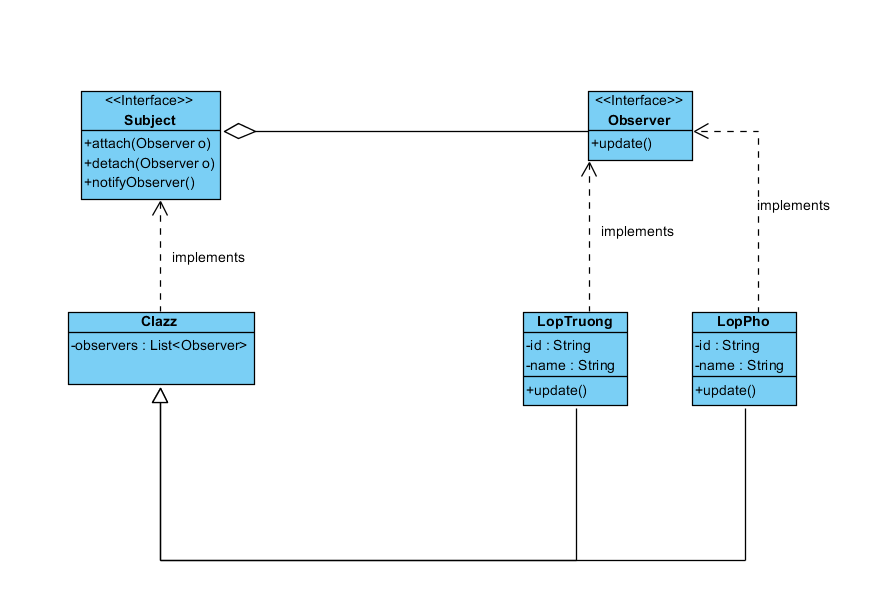 <<Interface>>
Subject
+attach(Observer o)
+detach(Observer o)
+notifyObserver()
<<Interface>>
Observer
+update()
implements
implements
implements
Clazz
-observers : List<Observer>
LopTruong
-id : String
-name : String
+update()
LopPho
-id : String
-name : String
+update()